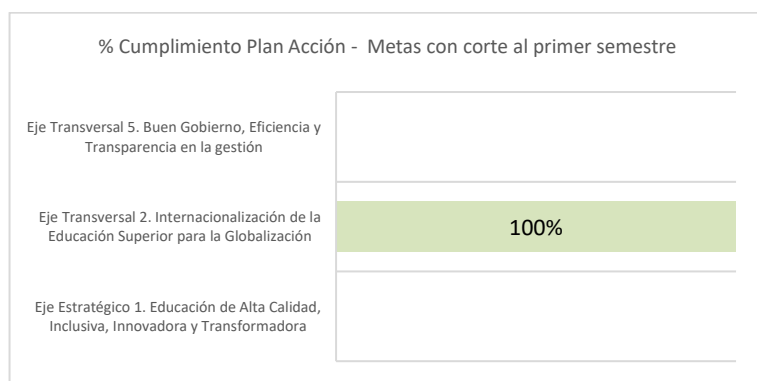 % Cumplimiento Plan Acción - Metas con corte al primer semestre
Eje Transversal 5. Buen Gobierno, Eficiencia y
Transparencia en la gestión
Eje Transversal 2. Internacionalización de la
Educación Superior para la Globalización
100%
Eje Estratégico 1. Educación de Alta Calidad,
Inclusiva, Innovadora y Transformadora